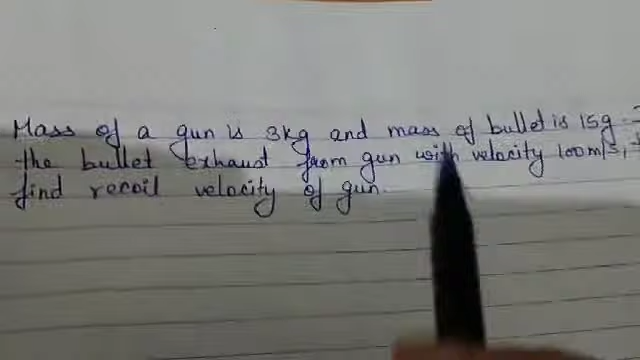 Mass of a gun is 3kg and mass of bullet is 15g
the bullet exhaust from gun with velocity 100m/s,
find recoil velocity of gun.